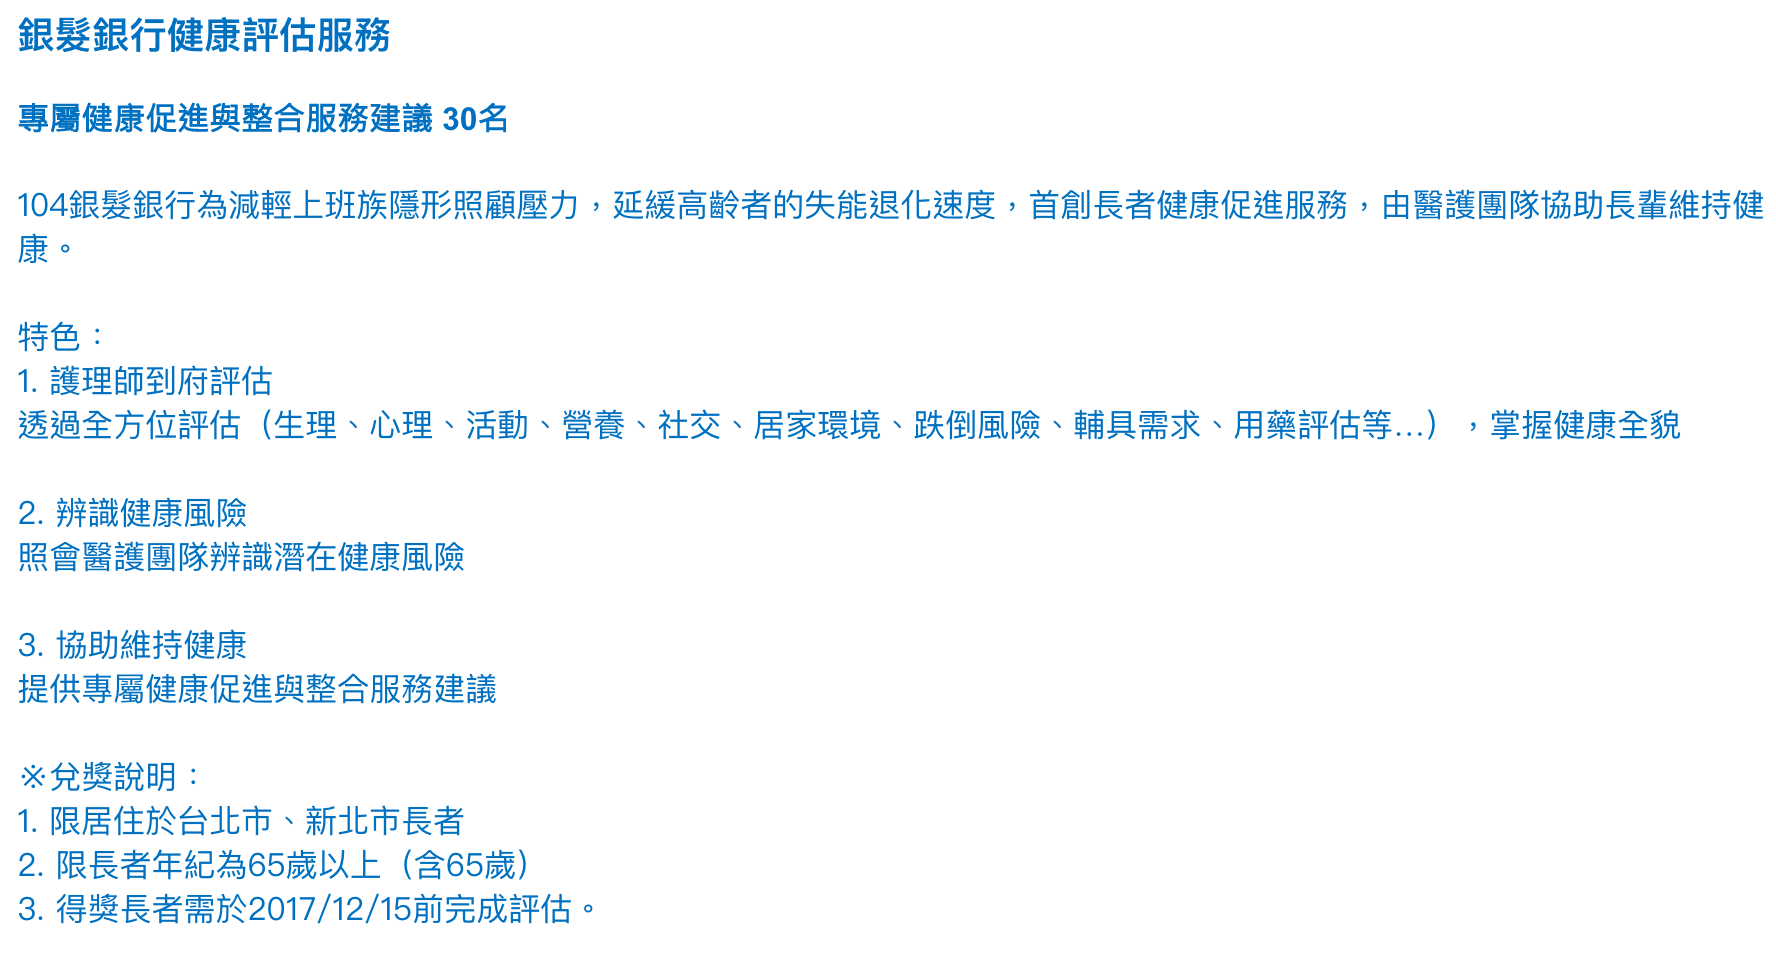 銀髮銀行健康評估服務
專屬健康促進與整合服務建議 30名
104銀髮銀行為減輕上班族隱形照顧壓力，延緩高齡者的失能退化速度，首創長者健康促進服務，由醫護團隊協助長輩維持健
康。
特色：
1. 護理師到府評估
透過全方位評估（生理、心理、活動、營養、社交、居家環境、跌倒風險、輔具需求、用藥評估等...），掌握健康全貌
2. 辨識健康風險
照會醫護團隊辨識潛在健康風險
3. 協助維持健康
提供專屬健康促進與整合服務建議
※兌獎說明：
1. 限居住於台北市、新北市長者
2. 限長者年紀為65歲以上（含65歲）
3. 得獎長者需於2017/12/15前完成評估。